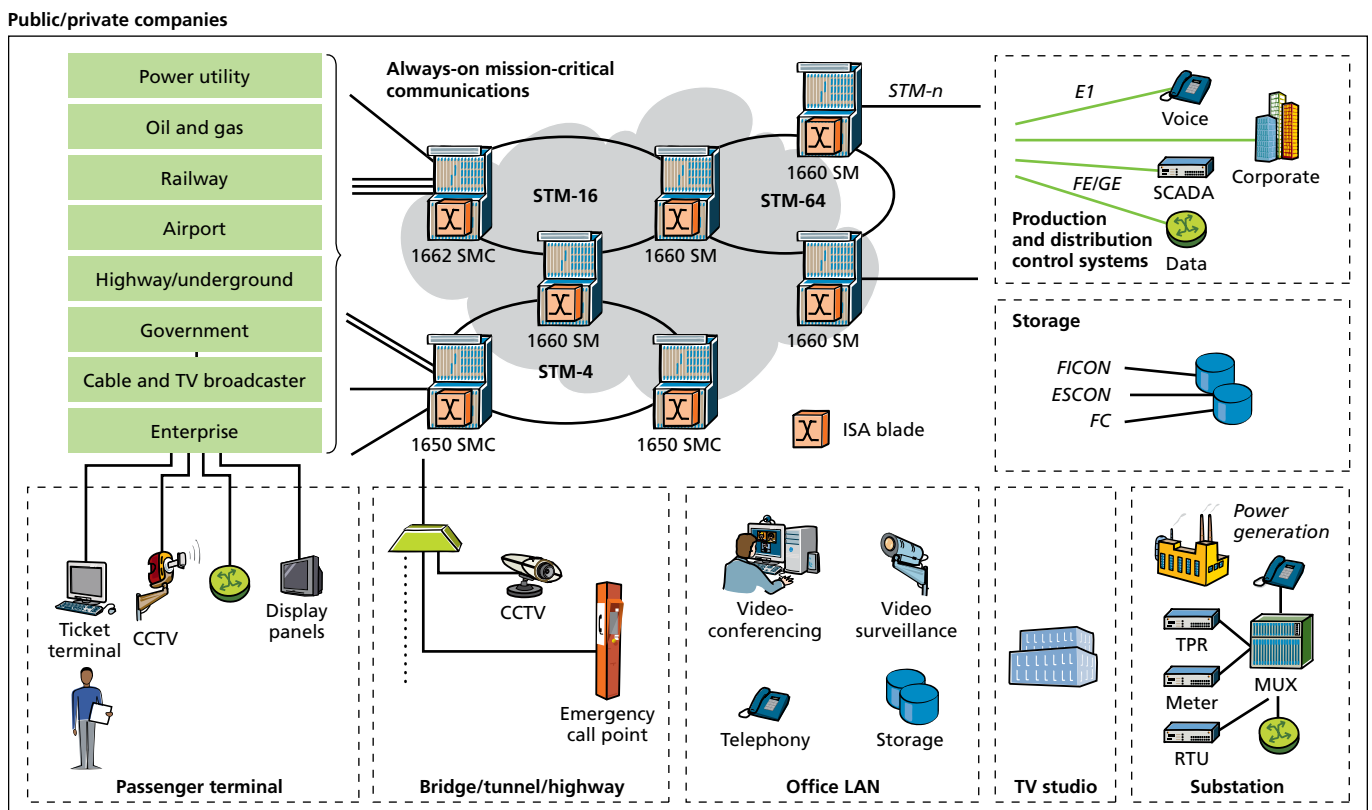 Public/private companies
Power utility
Oil and gas
Railway
Airport
Highway/underground
Government
Cable and TV broadcaster
Enterprise
Always-on mission-critical
communications
STM-16
STM-64
STM-4
1662 SMC
1660 SM
1660 SM
1660 SM
1660 SM
1650 SMC
1650 SMC
ISA blade
STM-n
E1
Voice
FE/GE
SCADA
Corporate
Production
and distribution
control systems
Data
Storage
FICON
ESCON
FC
Ticket
terminal
CCTV
Display
panels
Passenger terminal
CCTV
Emergency
call point
Bridge/tunnel/highway
Video-
conferencing
Video
surveillance
Telephony
Storage
Office LAN
TV studio
Power
generation
TPR
Meter
MUX
RTU
Substation